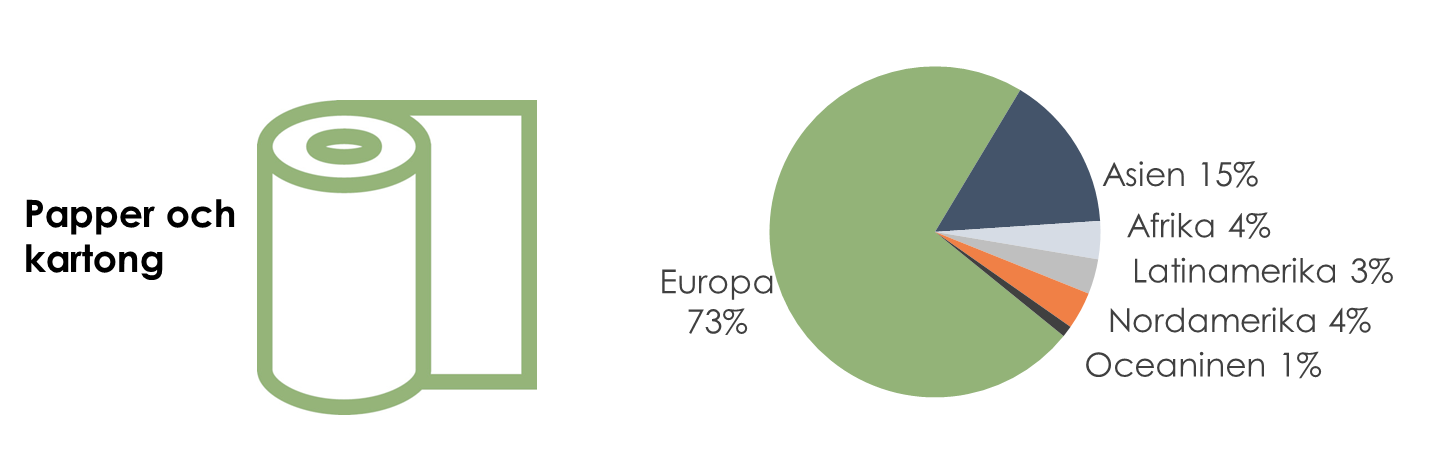 Papper och
kartong
Europa
73%
Asien 15%
Afrika 4%
Latinamerika 3%
Nordamerika 4%
Oceaninen 1%